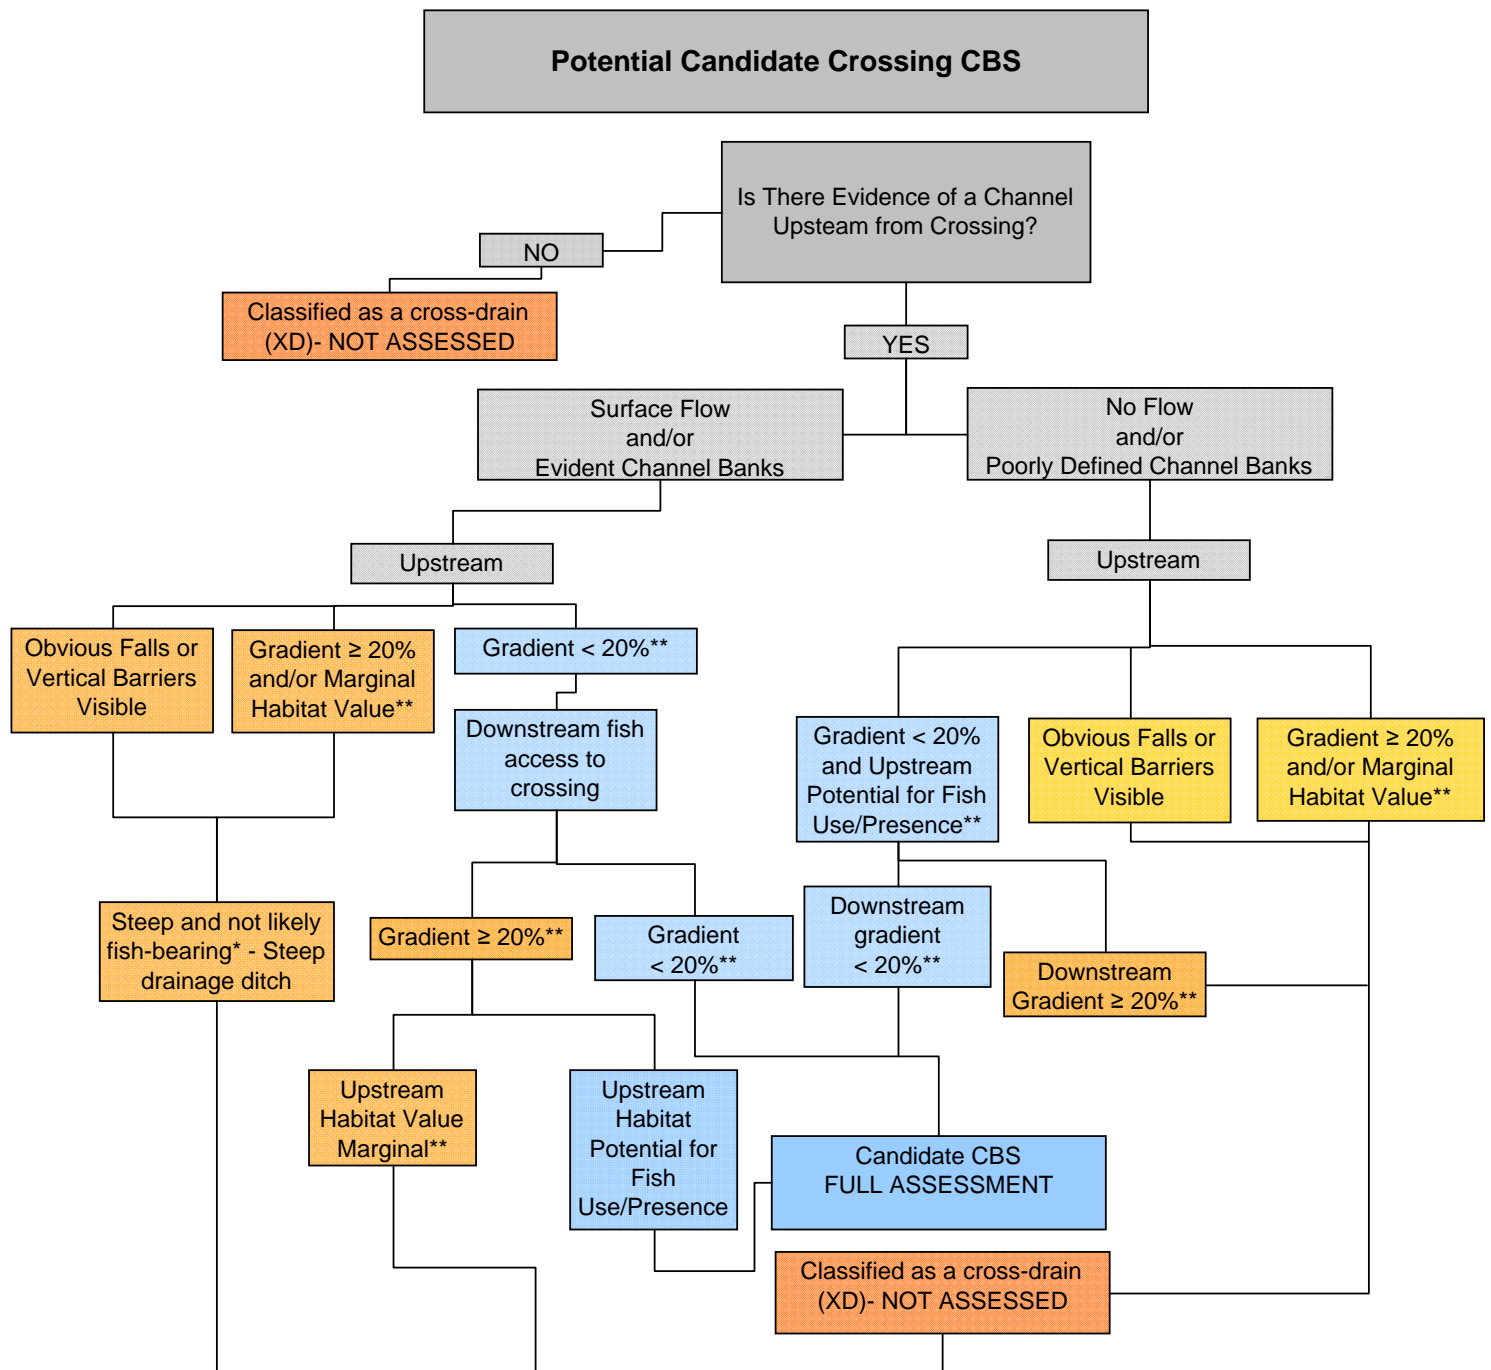 Potential Candidate Crossing CBS
Is There Evidence of a Channel
Upsteam from Crossing?
NO
Classified as a cross-drain
(XD)- NOT ASSESSED
YES
Surface Flow
and/or
Evident Channel Banks
No Flow
and/or
Poorly Defined Channel Banks
Upstream
Upstream
Obvious Falls or
Vertical Barriers
Visible
Gradient ≥ 20%
and/or Marginal
Habitat Value**
Gradient < 20%**
Downstream fish
access to
crossing
Gradient < 20%
and Upstream
Potential for Fish
Use/Presence**
Obvious Falls or
Vertical Barriers
Visible
Gradient ≥ 20%
and/or Marginal
Habitat Value**
Steep and not likely
fish-bearing* - Steep
drainage ditch
Gradient ≥ 20%**
Gradient
< 20%**
Downstream
gradient
< 20%**
Downstream
Gradient ≥ 20%**
Upstream
Habitat Value
Marginal**
Upstream
Habitat
Potential for
Fish
Use/Presence
Candidate CBS
FULL ASSESSMENT
Classified as a cross-drain
(XD)- NOT ASSESSED